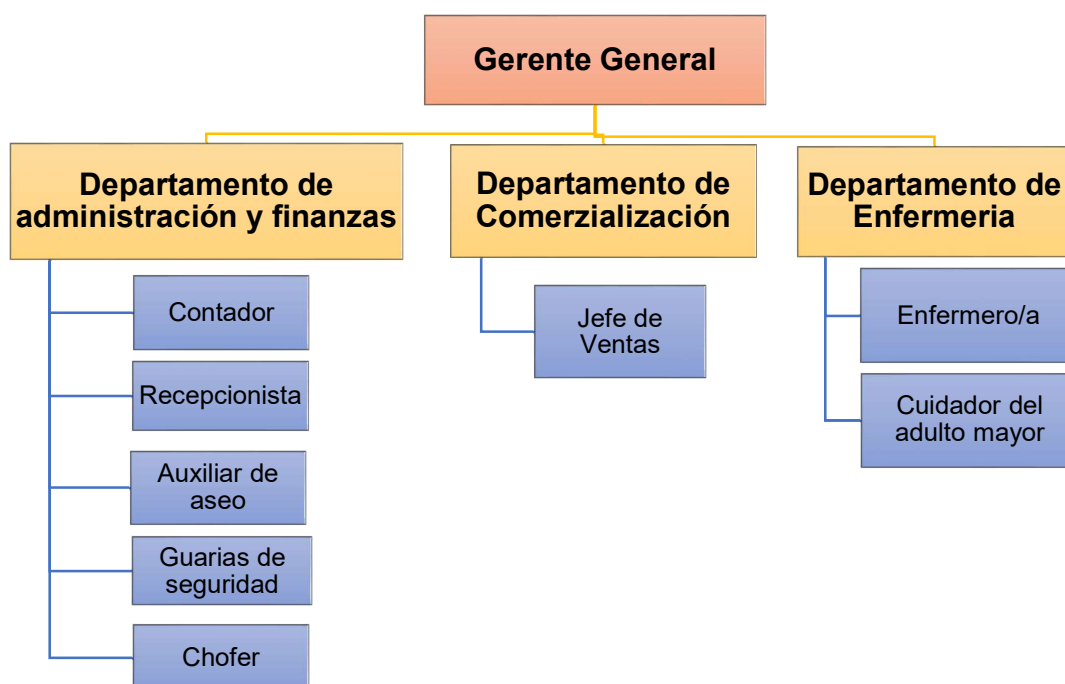 Gerente General
Departamento de
administración y finanzas
Departamento de
Comerzialización
Departamento de
Enfermeria
Contador
Recepcionista
Auxiliar de
aseo
Guarias de
seguridad
Chofer
Jefe de
Ventas
Enfermero/a
Cuidador del
adulto mayor